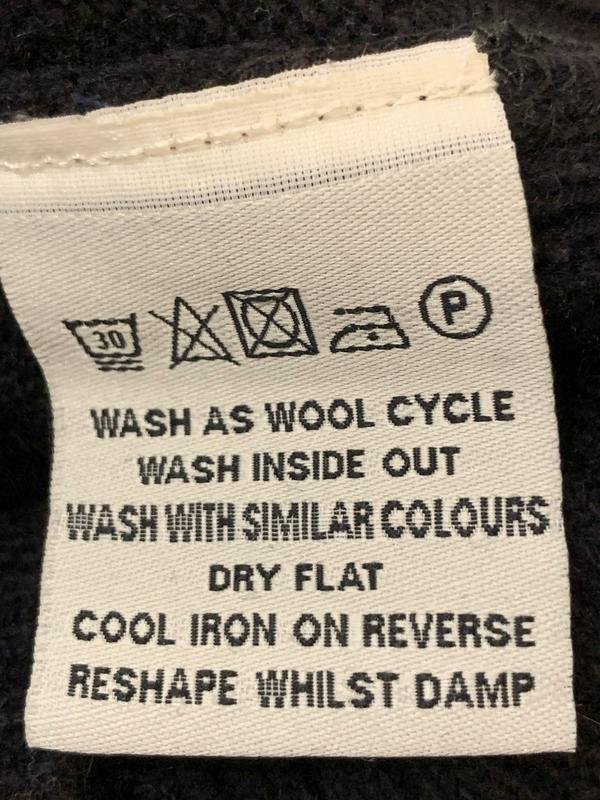 30 P
WASH AS WOOL CYCLE
WASH INSIDE OUT
WASH WITH SIMILAR COLOURS
DRY FLAT
COOL IRON ON REVERSE
RESHAPE WHILST DAMP